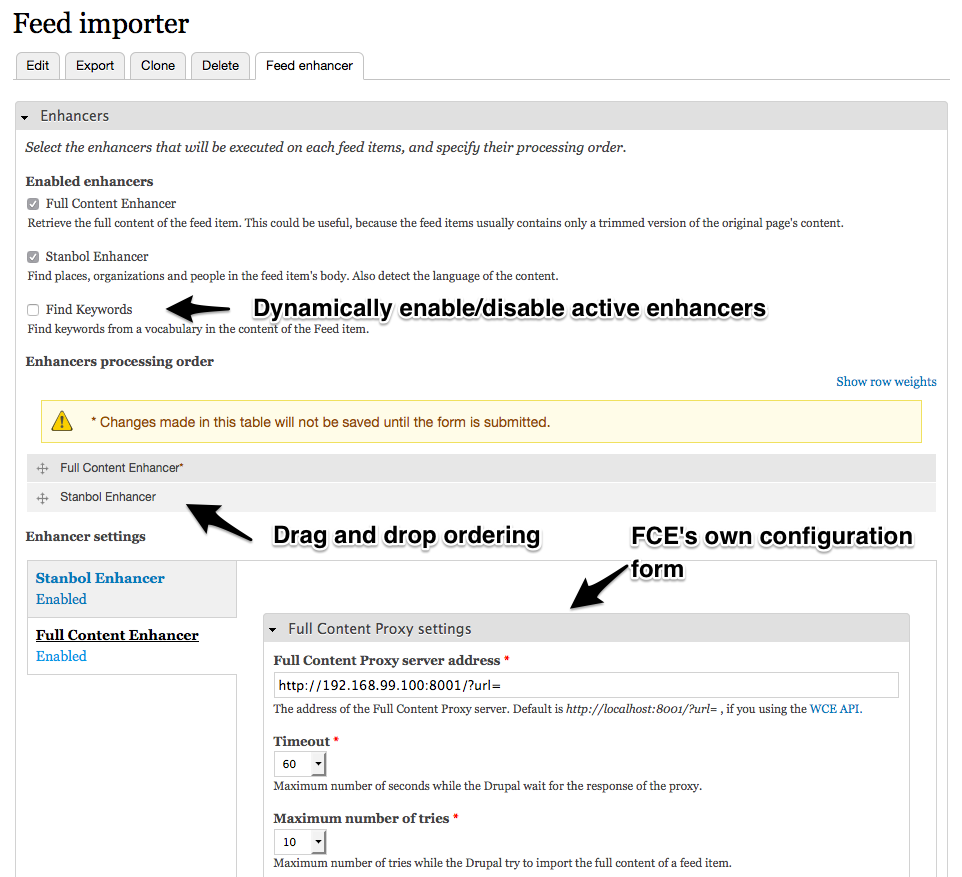 Feed importer
Edit
Export
Clone
Delete
Feed enhancer
Enhancers
Select the enhancers that will be executed on each feed items, and specify their processing order.
Enabled enhancers
Full Content Enhancer
Retrieve the full content of the feed item. This could be useful, because the feed items usually contains only a trimmed version of the original page's content.
Stanbol Enhancer
Find places, organizations and people in the feed item's body. Also detect the language of the content.
Find Keywords
Dynamically enable/disable active enhancers
Find keywords from a vocabulary in the content of the Feed item.
Enhancers processing order
Show row weights
* Changes made in this table will not be saved until the form is submitted.
Full Content Enhancer*
Stanbol Enhancer
Drag and drop ordering
FCE's own configuration
form
Enhancer settings
Stanbol Enhancer
Enabled
Full Content Enhancer
Enabled
Full Content Proxy settings
Full Content Proxy server address *
http://192.168.99.100:8001/?url=
The address of the Full Content Proxy server. Default is http://localhost:8001/?url= , if you using the WCE API.
Timeout *
60
Maximum number of seconds while the Drupal wait for the response of the proxy.
Maximum number of tries *
10
Maximum number of tries while the Drupal try to import the full content of a feed item.